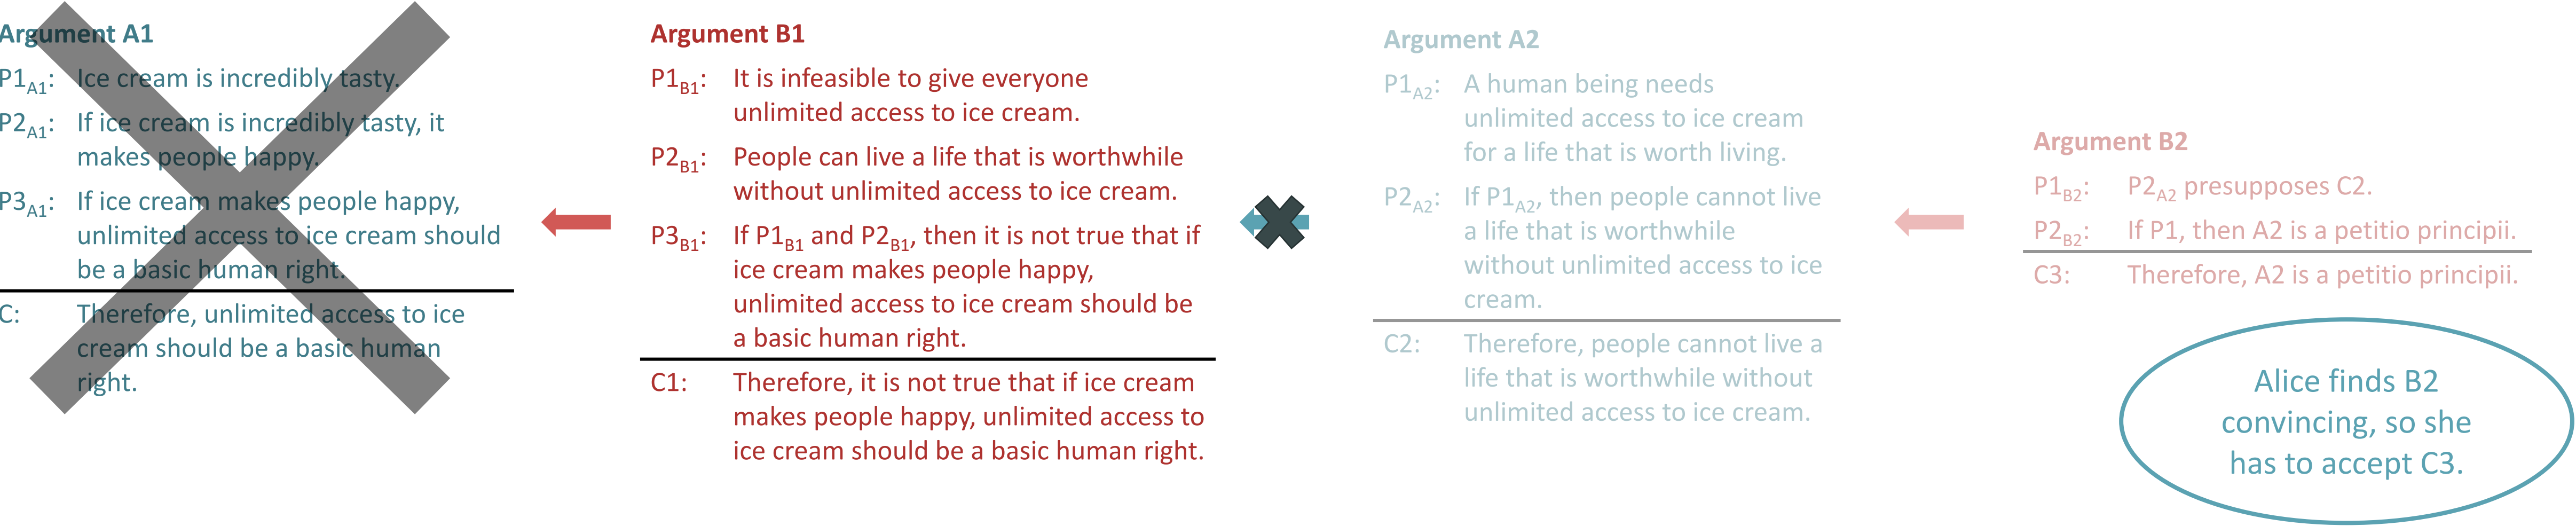 Argument A1
P1A1: Ice cream is incredibly tasty.
P2A1: If ice cream is incredibly tasty, it
makes people happy.
P3A1: If ice cream makes people happy,
unlimited access to ice cream should
be a basic human right.
C: Therefore, unlimited access to ice
cream should be a basic human
right.
Argument B1
P1B1: It is infeasible to give everyone
unlimited access to ice cream.
P2B1: People can live a life that is worthwhile
without unlimited access to ice cream.
P3B1: If P1B1 and P2B1, then it is not true that if
ice cream makes people happy,
unlimited access to ice cream should be
a basic human right.
C1: Therefore, it is not true that if ice cream
makes people happy, unlimited access to
ice cream should be a basic human right.
Argument A2
P1A2: A human being needs
unlimited access to ice cream
for a life that is worth living.
P2A2: If P1A2, then people cannot live
a life that is worthwhile
without unlimited access to ice
cream.
C2: Therefore, people cannot live a
life that is worthwhile without
unlimited access to ice cream.
Argument B2
P1B2: P2A2 presupposes C2.
P2B2: If P1, then A2 is a petitio principii.
C3: Therefore, A2 is a petitio principii.
Alice finds B2
convincing, so she
has to accept C3.